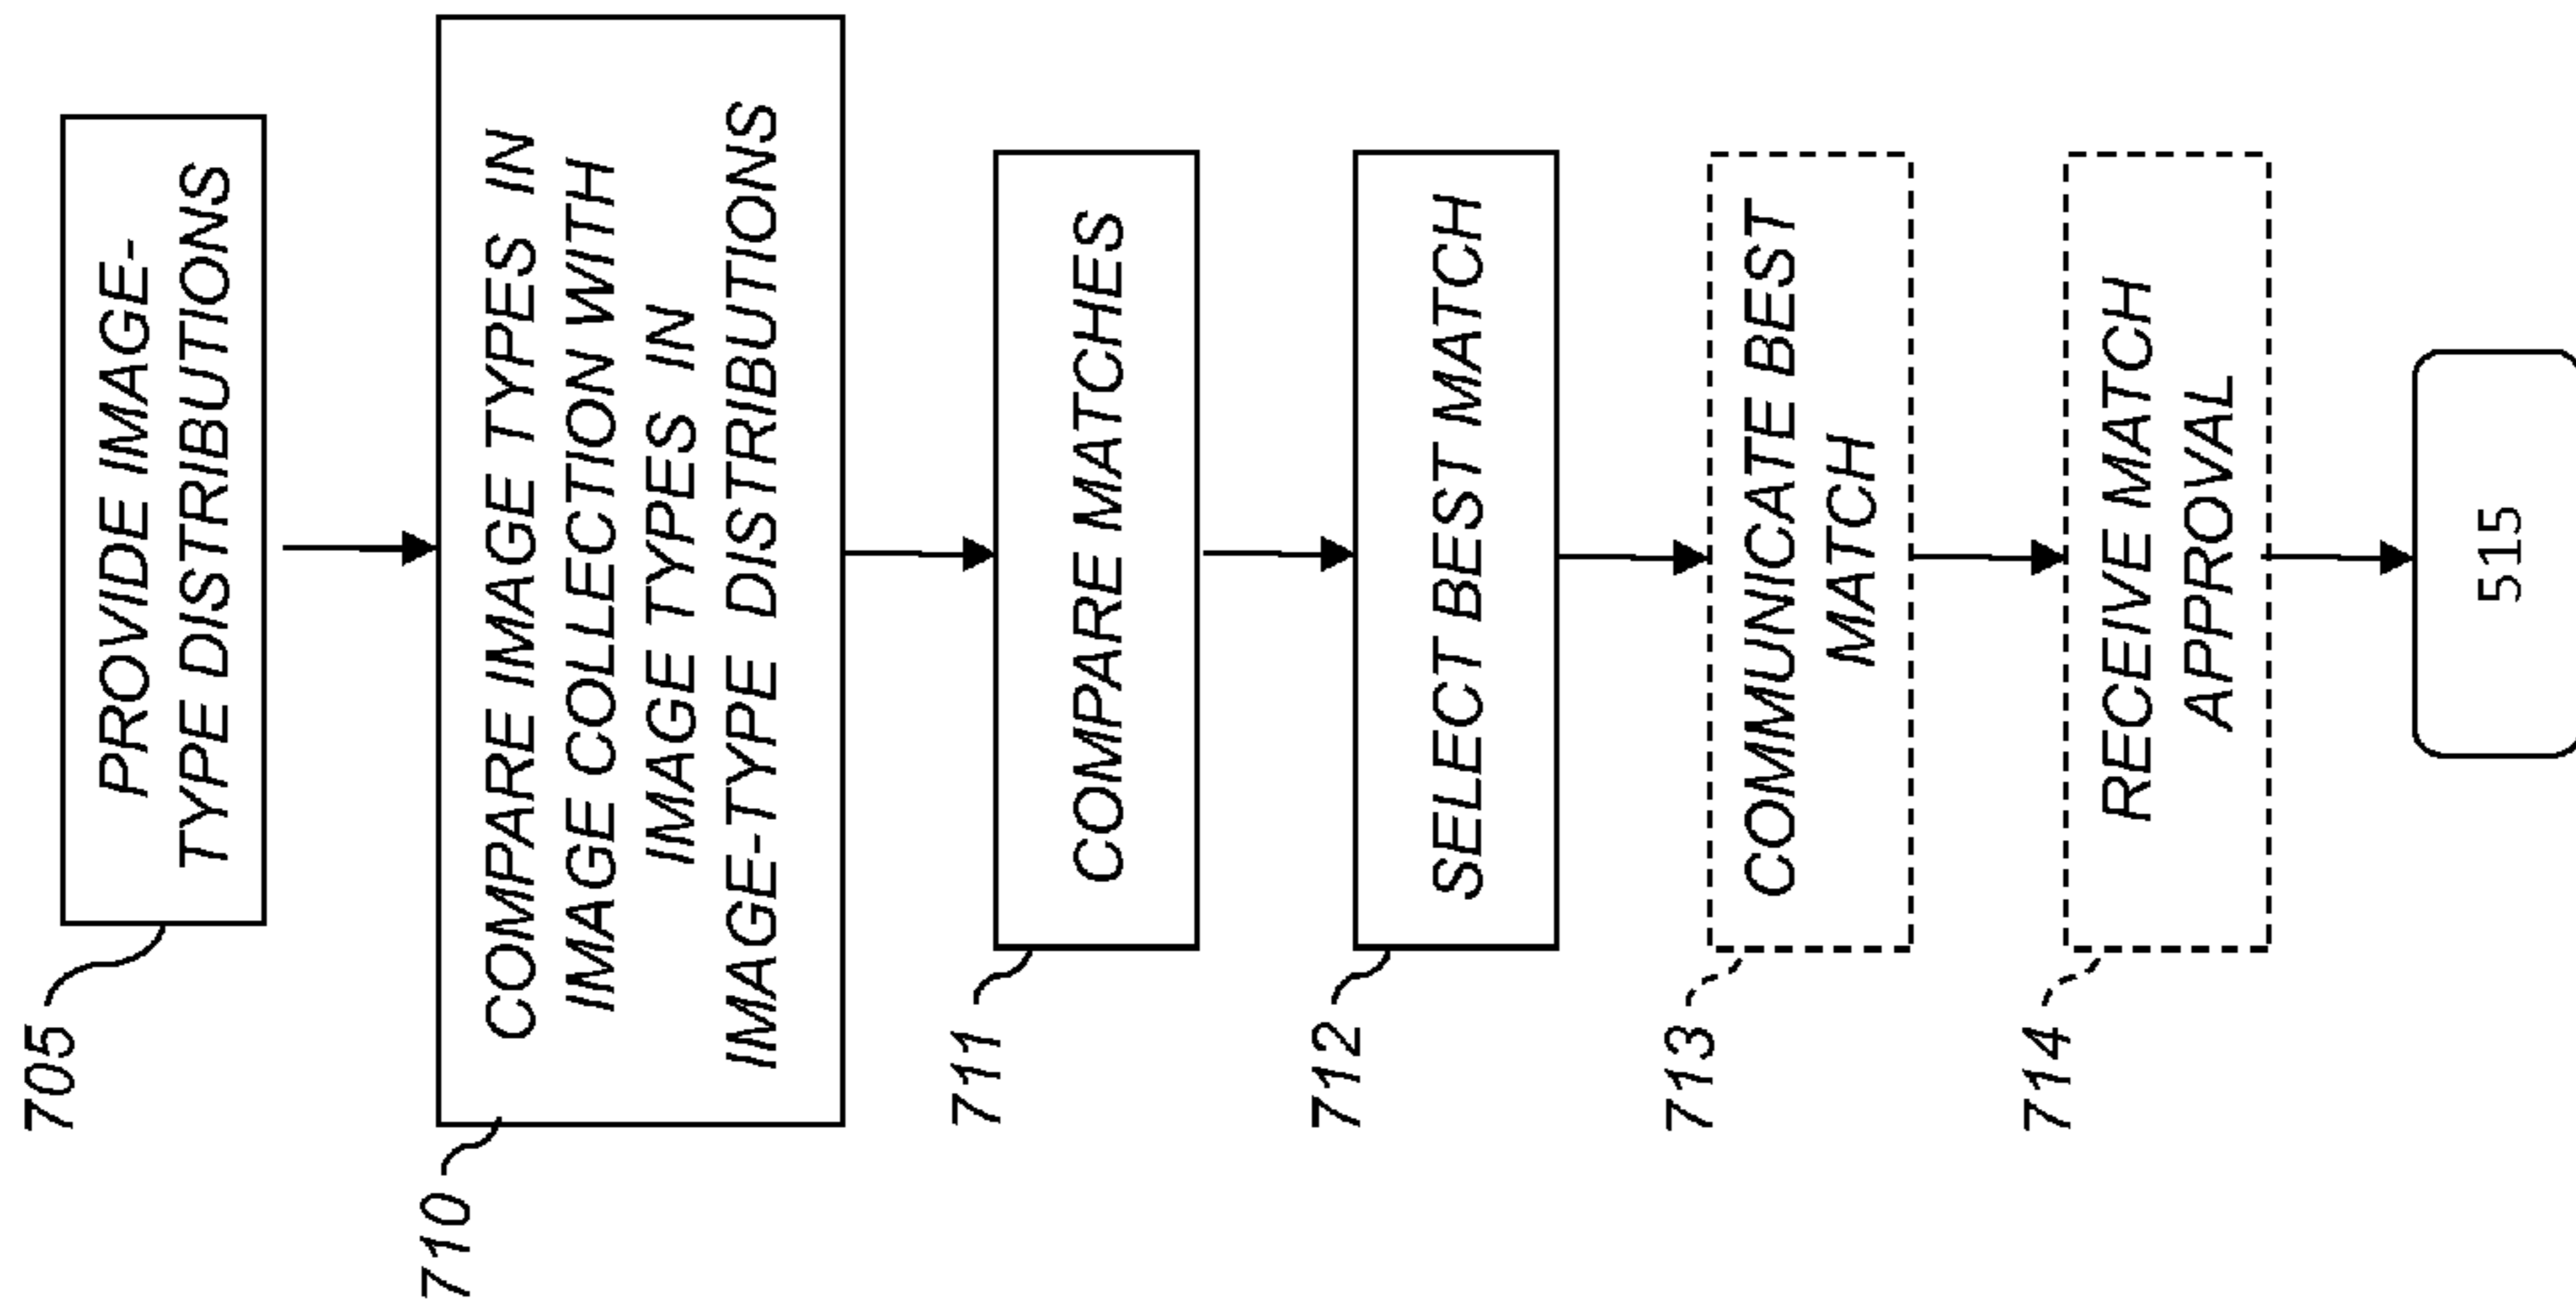 705
PROVIDE IMAGE-
TYPE DISTRIBUTIONS
710
COMPARE IMAGE TYPES IN
IMAGE COLLECTION WITH
IMAGE TYPES IN
IMAGE-TYPE DISTRIBUTIONS
711
COMPARE MATCHES
712
SELECT BEST MATCH
713
COMMUNICATE BEST
MATCH
714
RECEIVE MATCH
APPROVAL
515